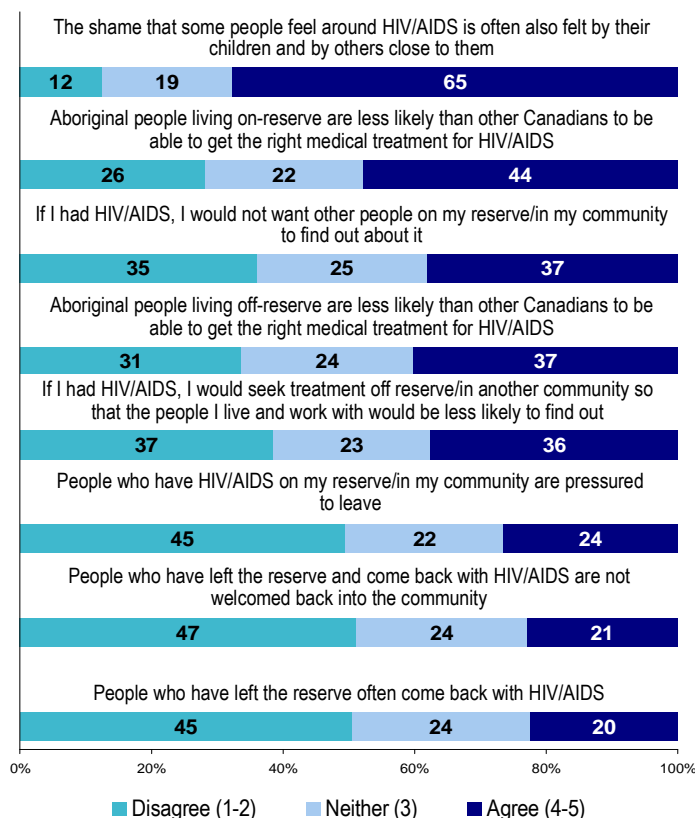 The shame that some people feel around HIV/AIDS is often also felt by their
children and by others close to them
12 19 65
Aboriginal people living on-reserve are less likely than other Canadians to be
able to get the right medical treatment for HIV/AIDS
26 22 44
If I had HIV/AIDS, I would not want other people on my reserve/in my community
to find out about it
35 25 37
Aboriginal people living off-reserve are less likely than other Canadians to be
able to get the right medical treatment for HIV/AIDS
31 24 37
If I had HIV/AIDS, I would seek treatment off reserve/in another community so
that the people I live and work with would be less likely to find out
37 23 36
People who have HIV/AIDS on my reserve/in my community are pressured
to leave
45 22 24
People who have left the reserve and come back with HIV/AIDS are not
welcomed back into the community
47 24 21
People who have left the reserve often come back with HIV/AIDS
45 24 20
0% 20% 40% 60% 80% 100%
Disagree (1-2) Neither (3) Agree (4-5)